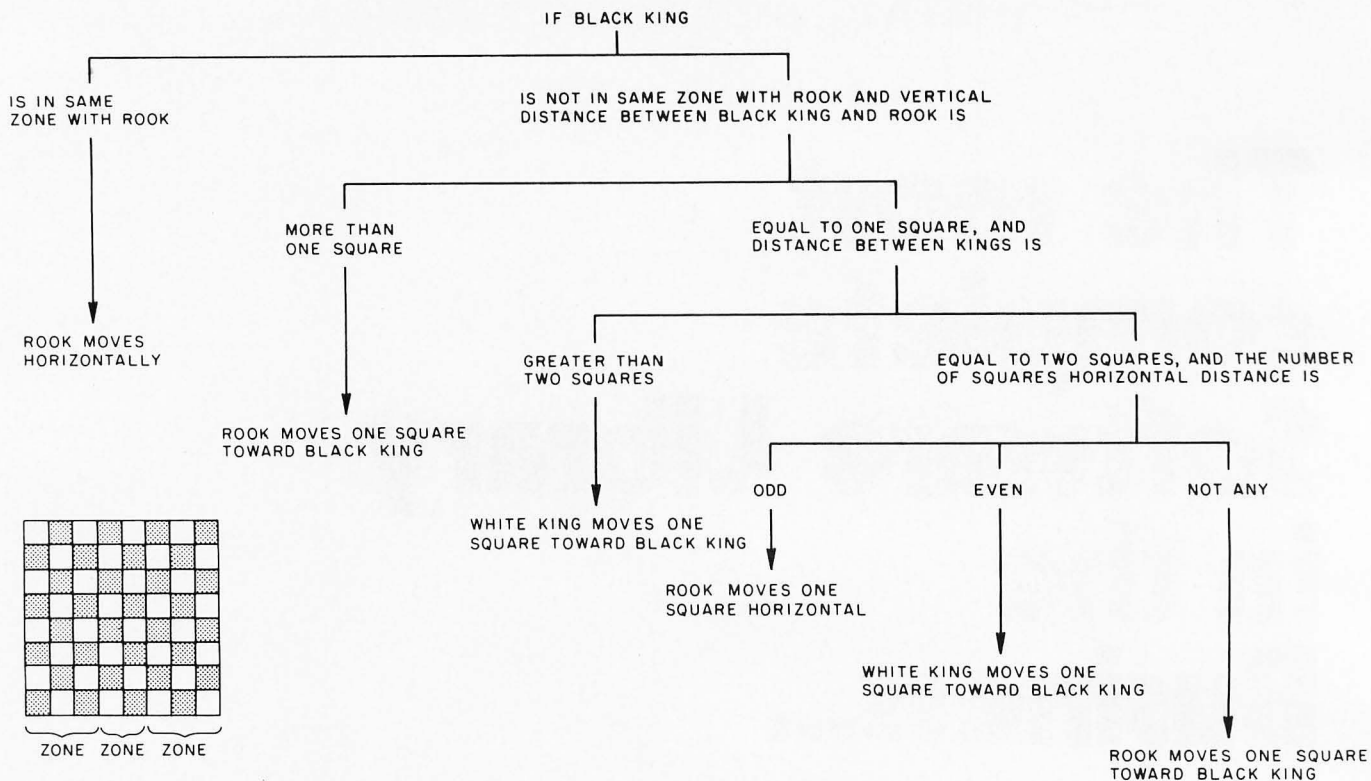 IF BLACK KING
IS IN SAME
ZONE WITH ROOK
IS NOT IN SAME ZONE WITH ROOK AND VERTICAL
DISTANCE BETWEEN BLACK KING AND ROOK IS
MORE THAN
ONE SQUARE
EQUAL TO ONE SQUARE, AND
DISTANCE BETWEEN KINGS IS
ROOK MOVES
HORIZONTALLY
GREATER THAN
TWO SQUARES
EQUAL TO TWO SQUARES, AND THE NUMBER
OF SQUARES HORIZONTAL DISTANCE IS
ROOK MOVES ONE SQUARE
TOWARD BLACK KING
ODD
EVEN
NOT ANY
WHITE KING MOVES ONE
SQUARE TOWARD BLACK KING
ROOK MOVES ONE
SQUARE HORIZONTAL
WHITE KING MOVES ONE
SQUARE TOWARD BLACK KING
ROOK MOVES ONE SQUARE
TOWARD BLACK KING
ZONE ZONE ZONE